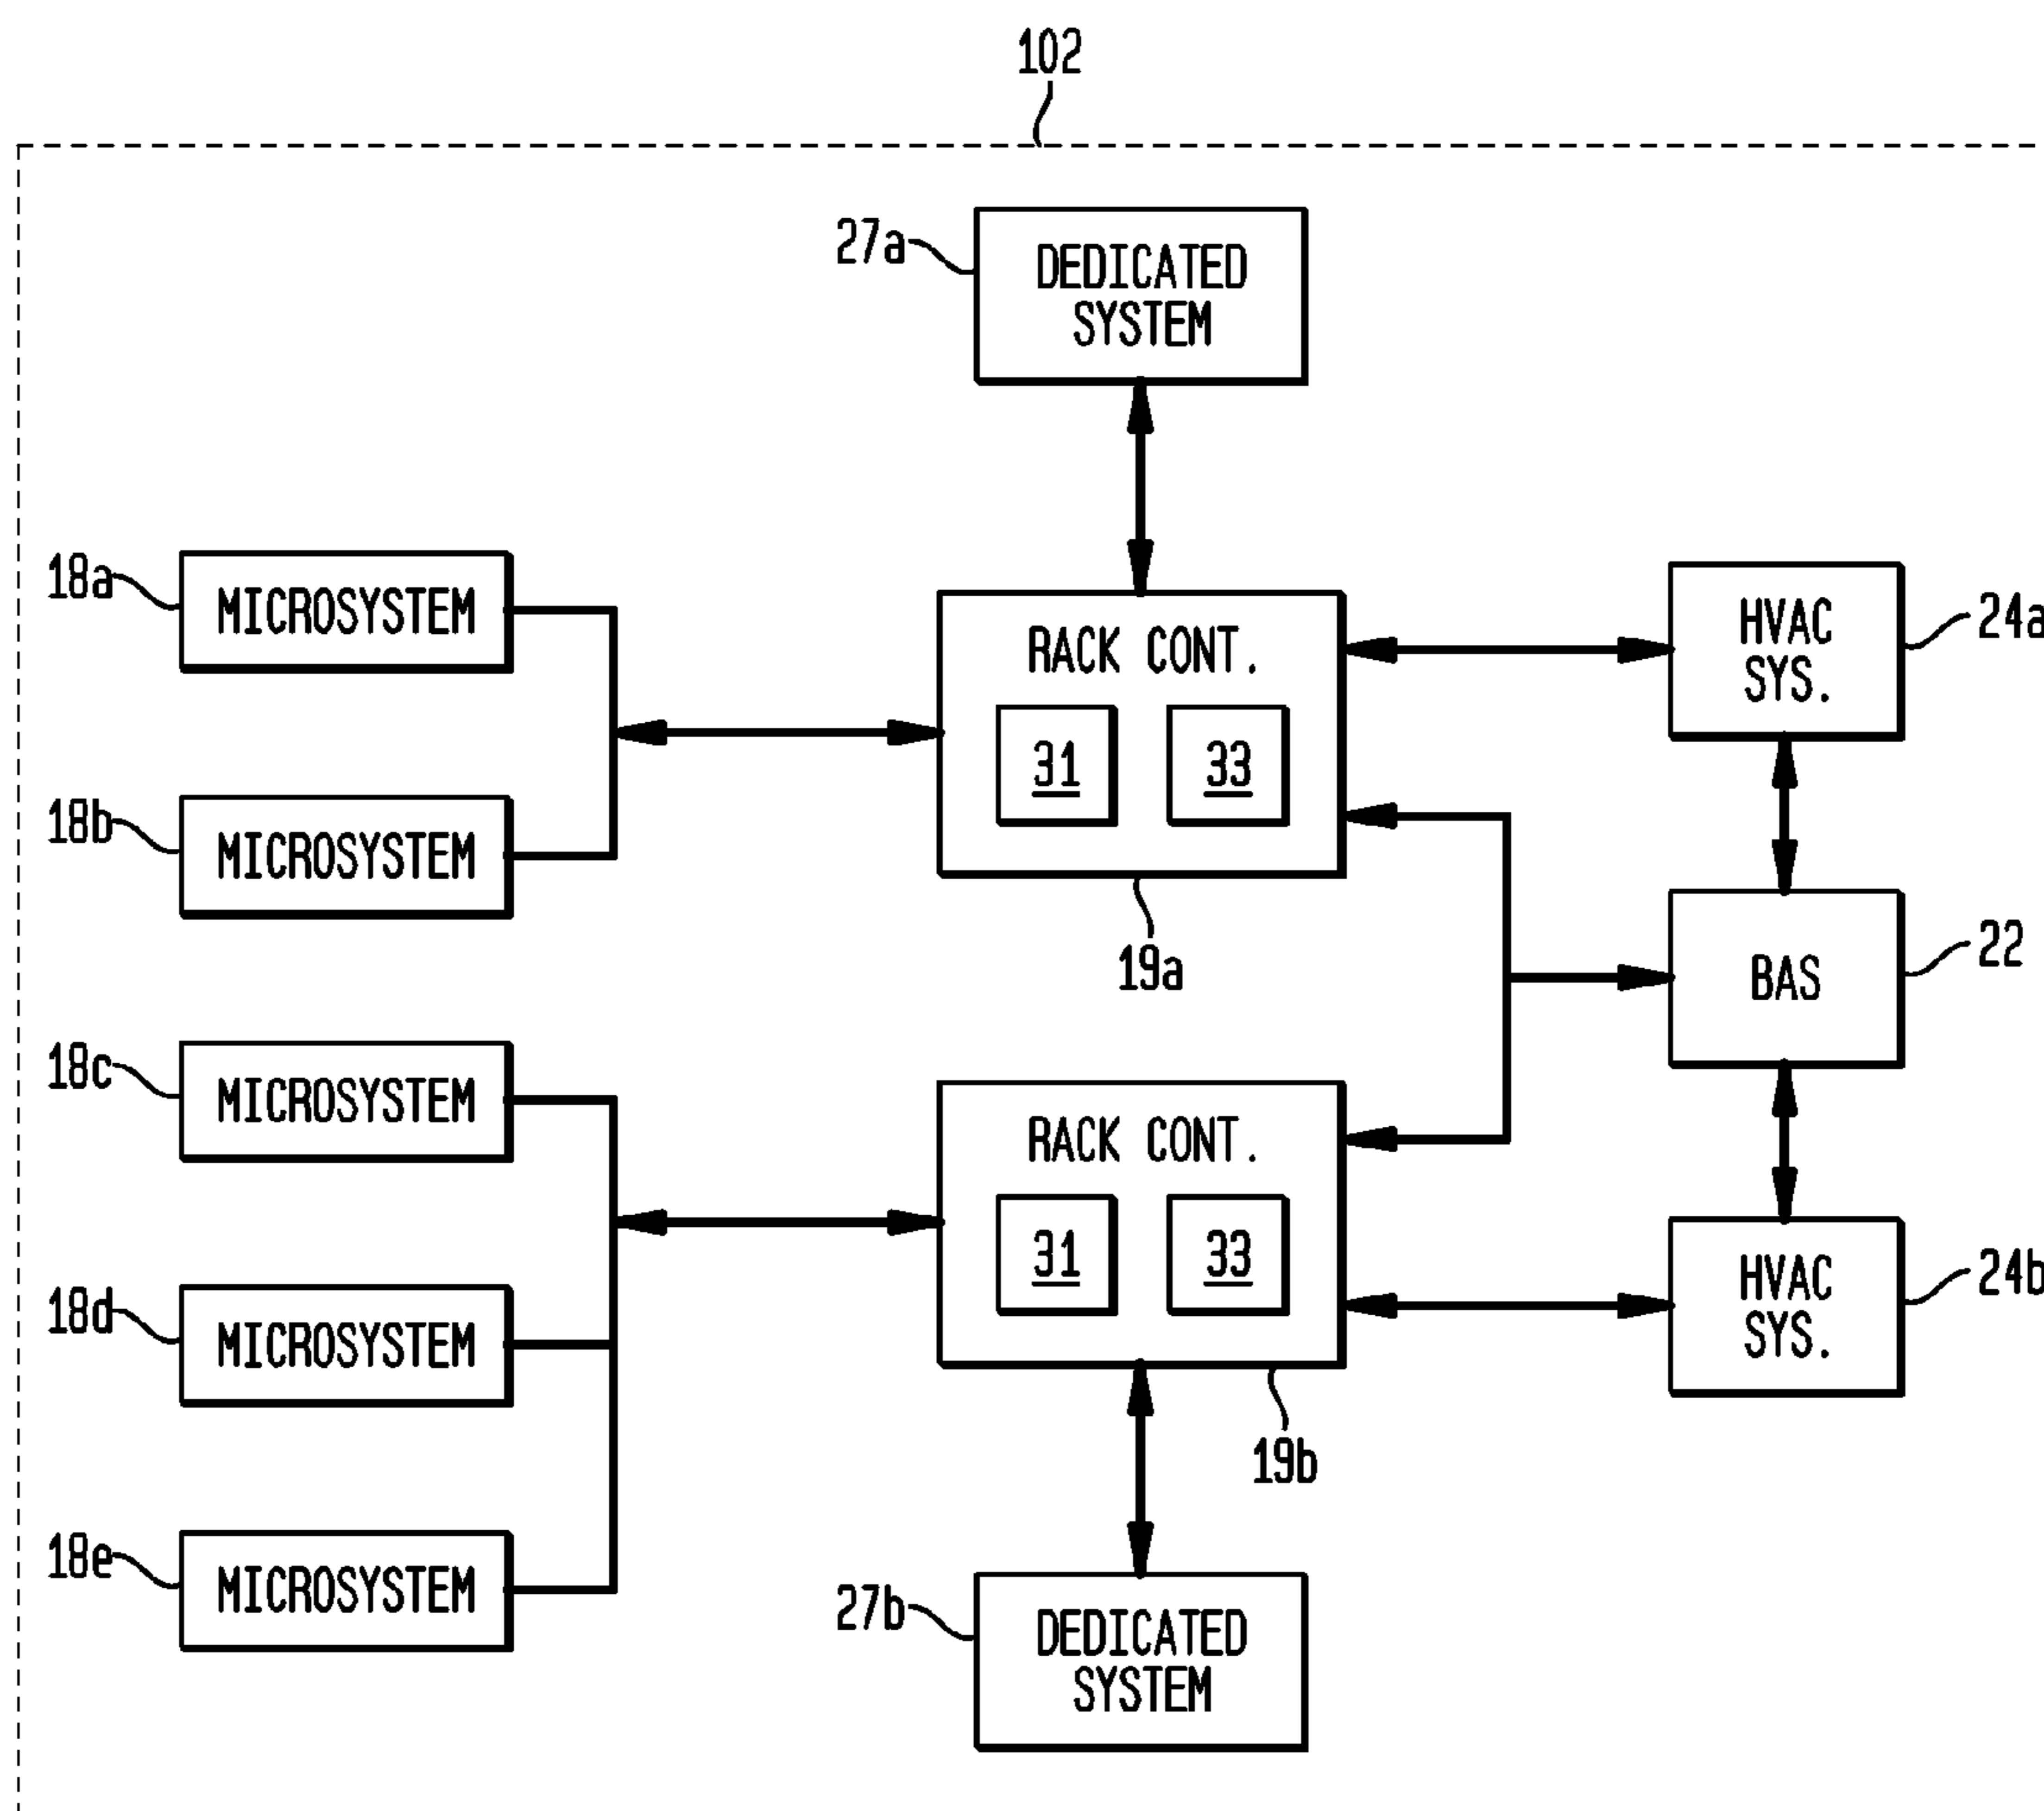 102
27a
DEDICATED
SYSTEM
18a
MICROSYSTEM
RACK CONT.
31
33
HVAC
SYS.
24a
18b
MICROSYSTEM
19a
BAS
22
18c
MICROSYSTEM
RACK CONT.
31
33
HVAC
SYS.
24b
18d
MICROSYSTEM
19b
18e
MICROSYSTEM
27b
DEDICATED
SYSTEM